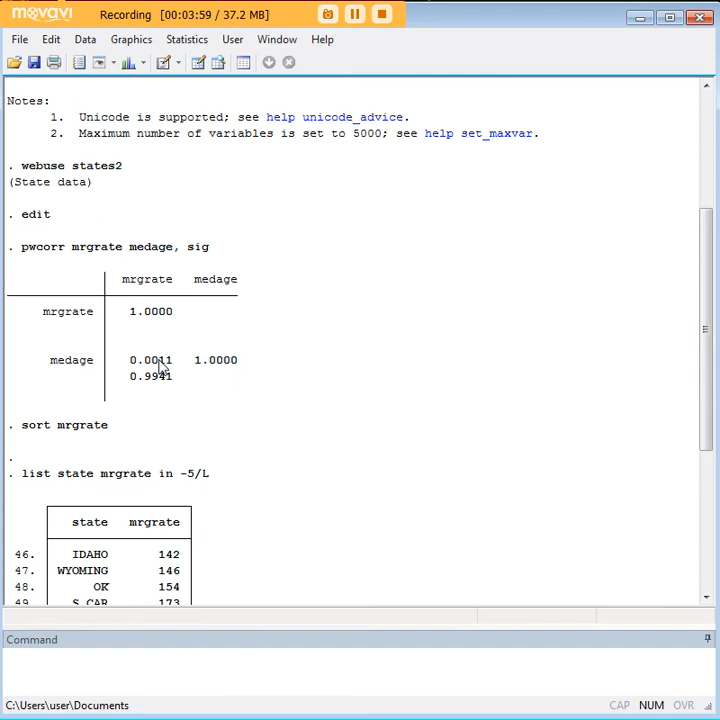 movavi Recording [00:03:59 / 37.2 MB]
File Edit Data Graphics Statistics User Window Help
Notes:
1. Unicode is supported; see help unicode_advice.
2. Maximum number of variables is set to 5000; see help set_maxvar.
. webuse states2
(State data)
. edit
. pwcorr mrgrate medage, sig
mrgrate medage
mrgrate 1.0000
medage 0.0011 1.0000
0.9941
. sort mrgrate
.
. list state mrgrate in -5/L
state mrgrate
46. IDAHO 142
47. WYOMING 146
48. OK 154
49. S CAR 173
Command
C:\Users\user\Documents CAP NUM OVR